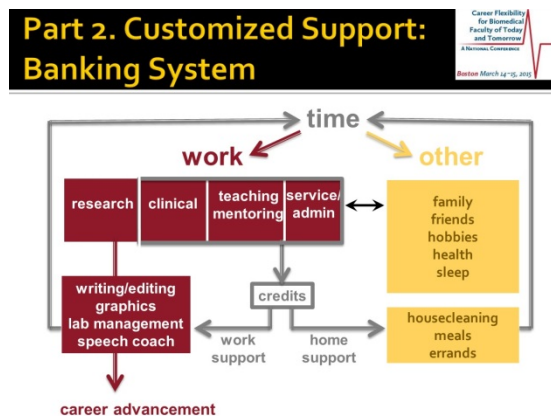 Part 2. Customized Support:
Banking System
Career Flexibility
for Biomedical
Faculty of Today
and Tomorrow
A NATIONAL CONFERENCE
Boston March 14-15, 2013
time
work
other
research
clinical
teaching
mentoring
service/
admin
family
friends
hobbies
health
sleep
credits
writing/editing
graphics
lab management
speech coach
work
support
home
support
housecleaning
meals
errands
career advancement